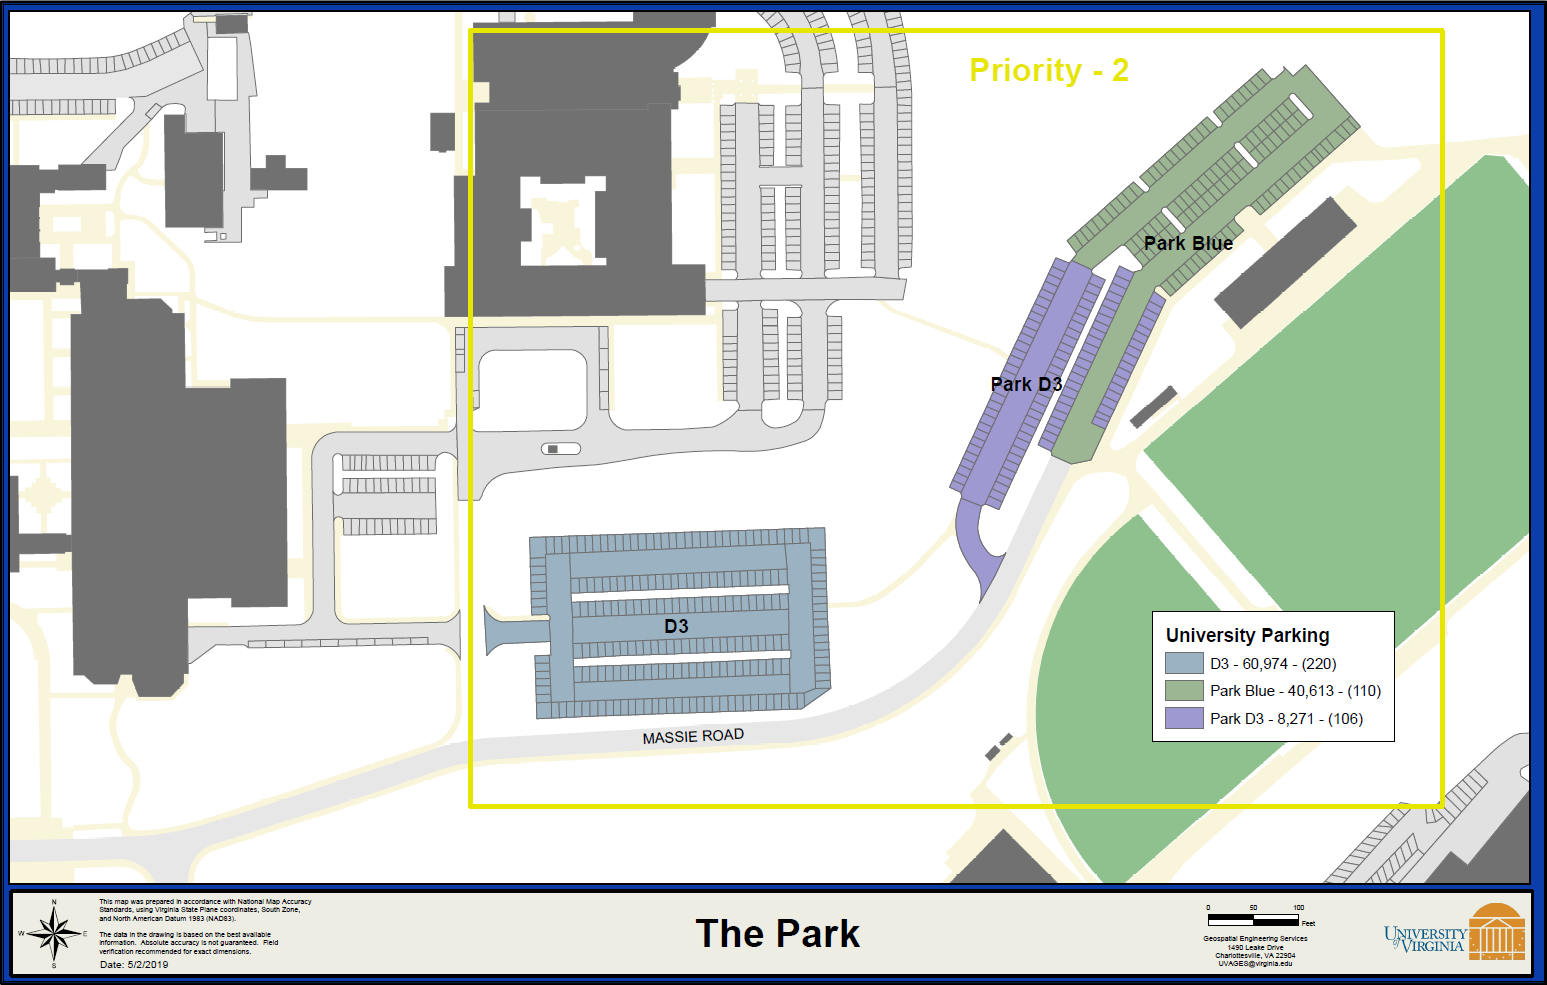 Priority - 2
Park Blue
Park D3
D3
MASSIE ROAD
University Parking
D3 - 60,974 - (220)
Park Blue - 40,613 - (110)
Park D3 - 8,271 - (106)
N
W
E
S
This map was prepared in accordance with National Map Accuracy
Standards, using Virginia State Plane coordinates, South Zone,
and North American Datum 1983 (NAD83).
The data in the drawing is based on the best available
information. Absolute accuracy is not guaranteed. Field
verification recommended for exact dimensions.
Date: 5/2/2019
The Park
0 50 100
Feet
Geospatial Engineering Services
1490 Leake Drive
Charlottesville, VA 22904
UVAGES@virginia.edu
UNIVERSITY
of VIRGINIA